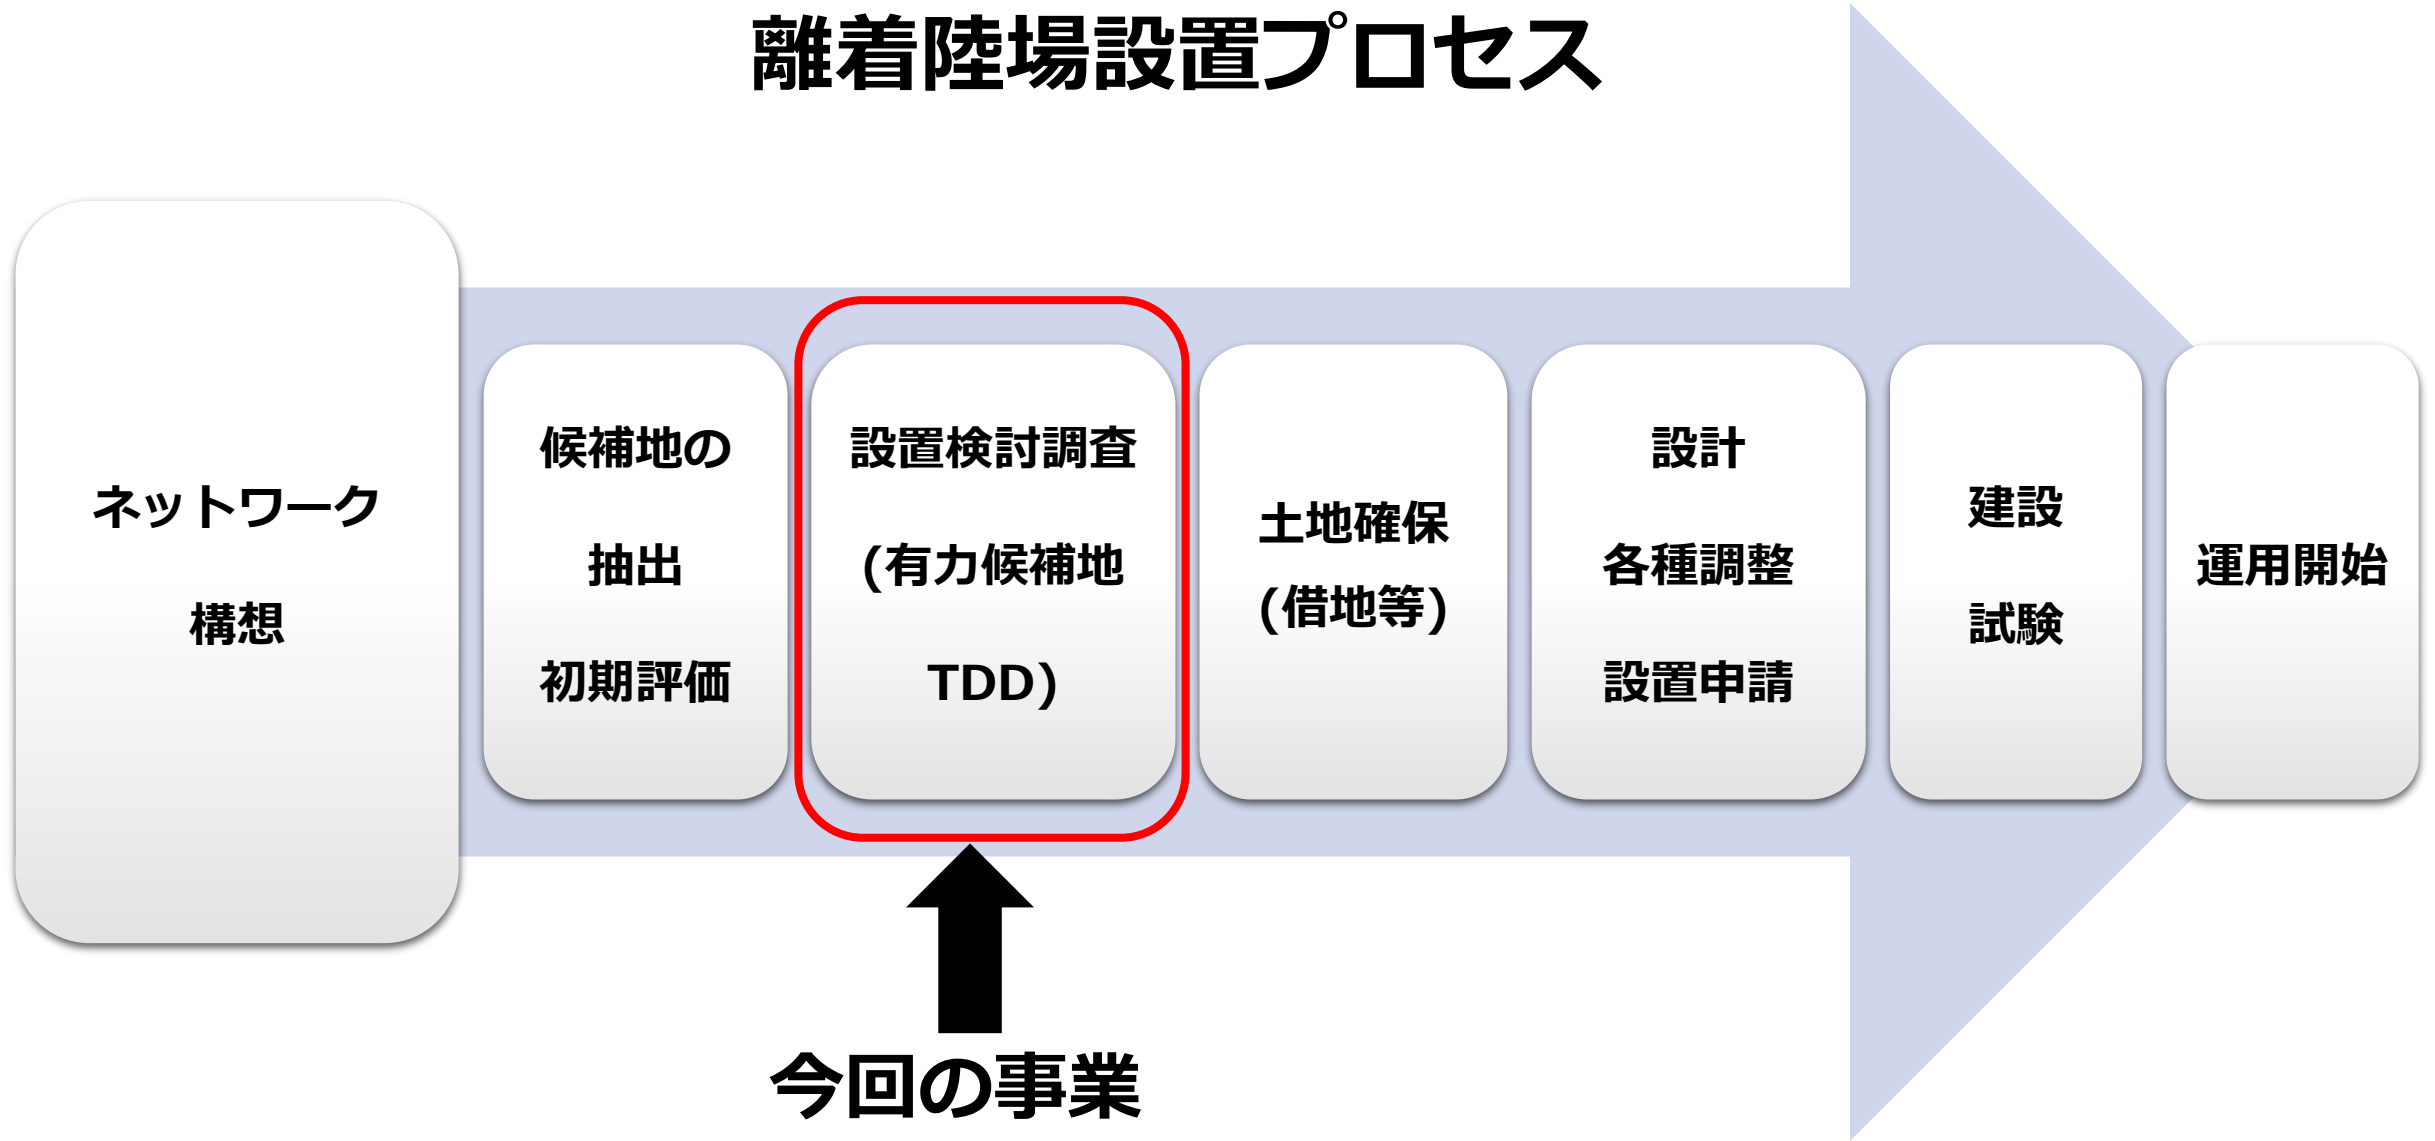 離着陸場設置プロセス
ネットワーク
構想
候補地の
抽出
初期評価
設置検討調査
(有力候補地
TDD)
土地確保
(借地等)
設計
各種調整
設置申請
建設
試験
運用開始
今回の事業